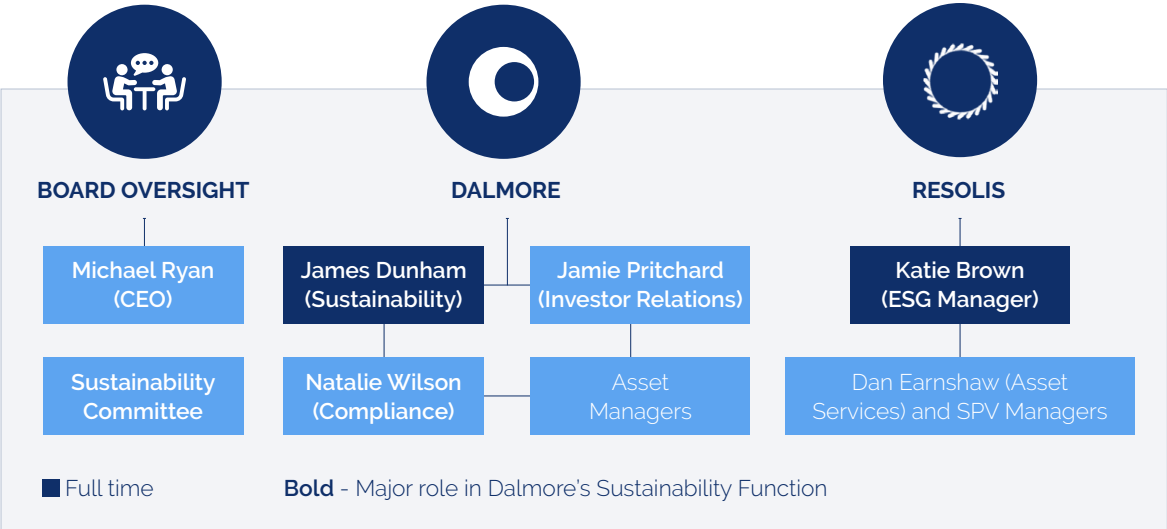 BOARD OVERSIGHT
Michael Ryan
(CEO)
Sustainability
Committee
DALMORE
James Dunham
(Sustainability)
Jamie Pritchard
(Investor Relations)
Natalie Wilson
(Compliance)
Asset
Managers
RESOLIS
Katie Brown
(ESG Manager)
Dan Earnshaw (Asset
Services) and SPV Managers
Full time
Bold - Major role in Dalmore's Sustainability Function